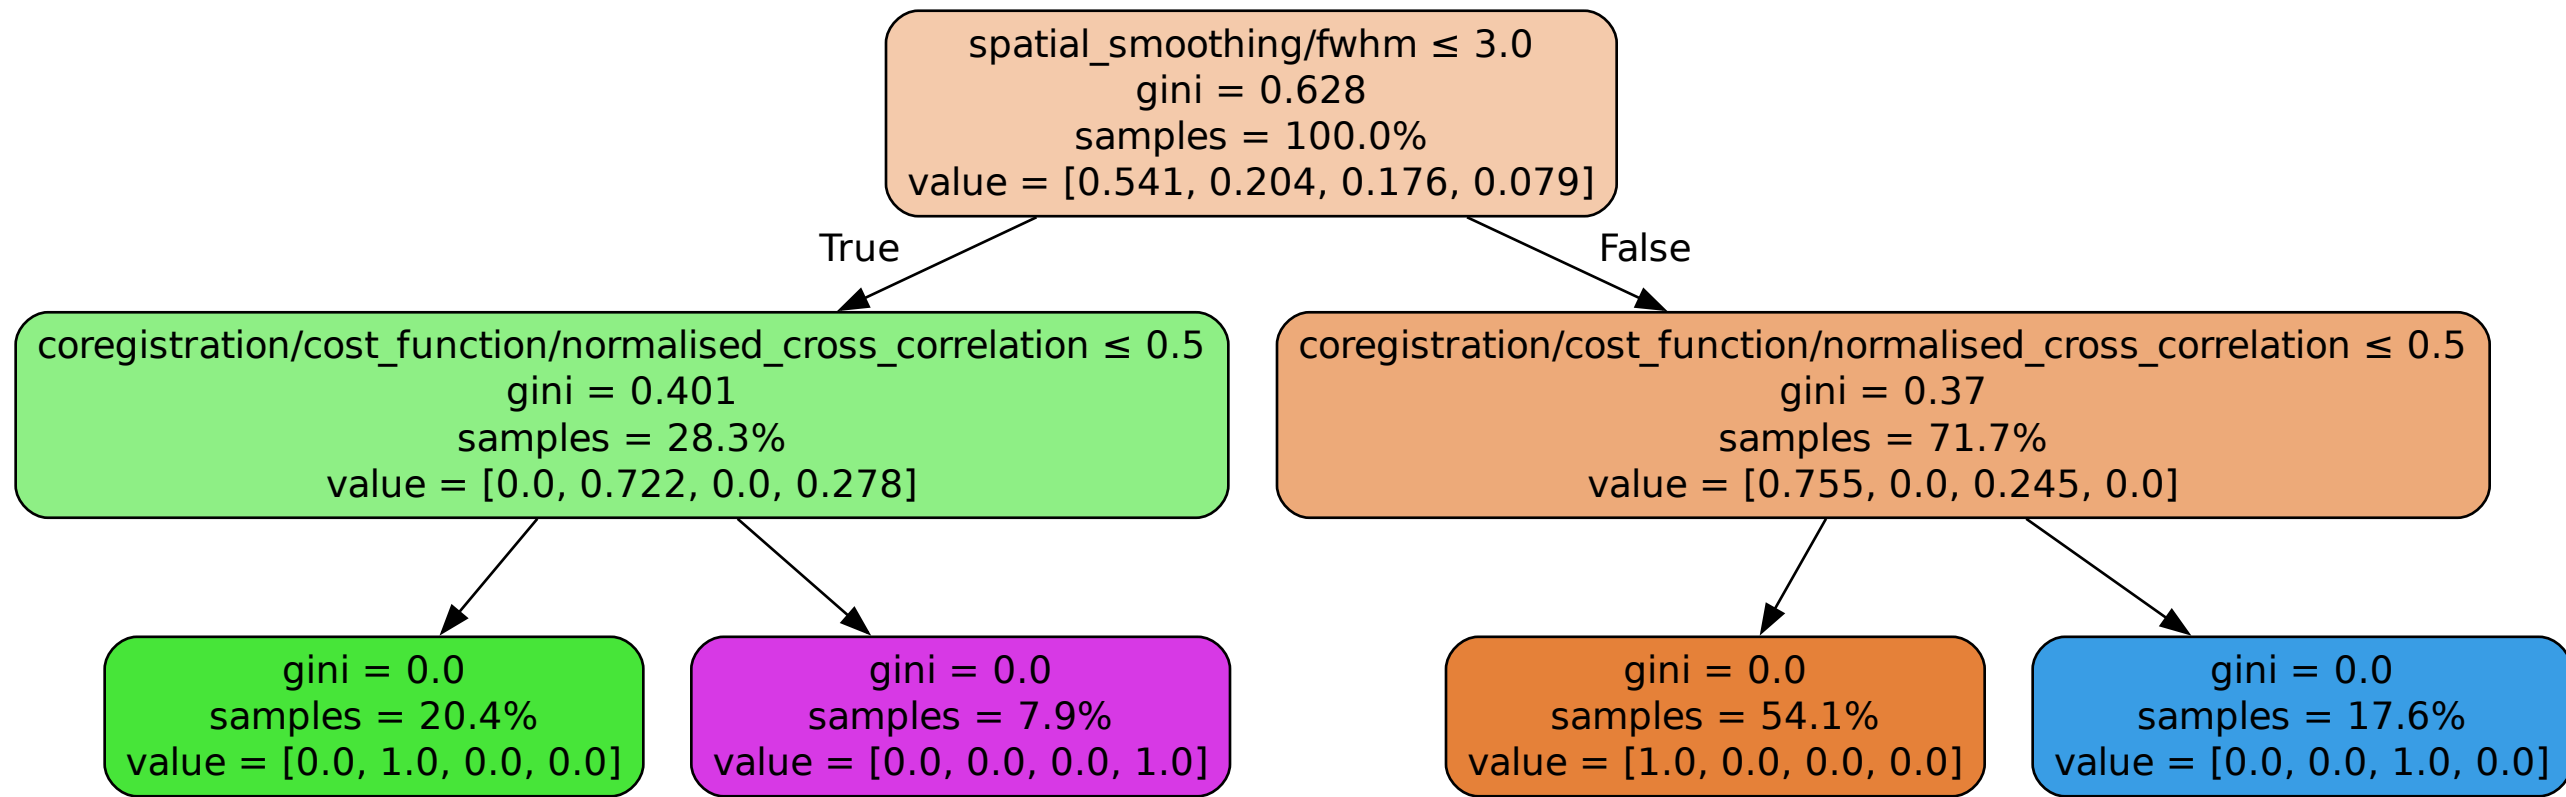 spatial_smoothing/fwhm ≤ 3.0
gini = 0.628
samples = 100.0%
value = [0.541, 0.204, 0.176, 0.079]
True
False
coregistration/cost_function/normalised_cross_correlation ≤ 0.5
gini = 0.401
samples = 28.3%
value = [0.0, 0.722, 0.0, 0.278]
coregistration/cost_function/normalised_cross_correlation ≤ 0.5
gini = 0.37
samples = 71.7%
value = [0.755, 0.0, 0.245, 0.0]
gini = 0.0
samples = 20.4%
value = [0.0, 1.0, 0.0, 0.0]
gini = 0.0
samples = 7.9%
value = [0.0, 0.0, 0.0, 1.0]
gini = 0.0
samples = 54.1%
value = [1.0, 0.0, 0.0, 0.0]
gini = 0.0
samples = 17.6%
value = [0.0, 0.0, 1.0, 0.0]